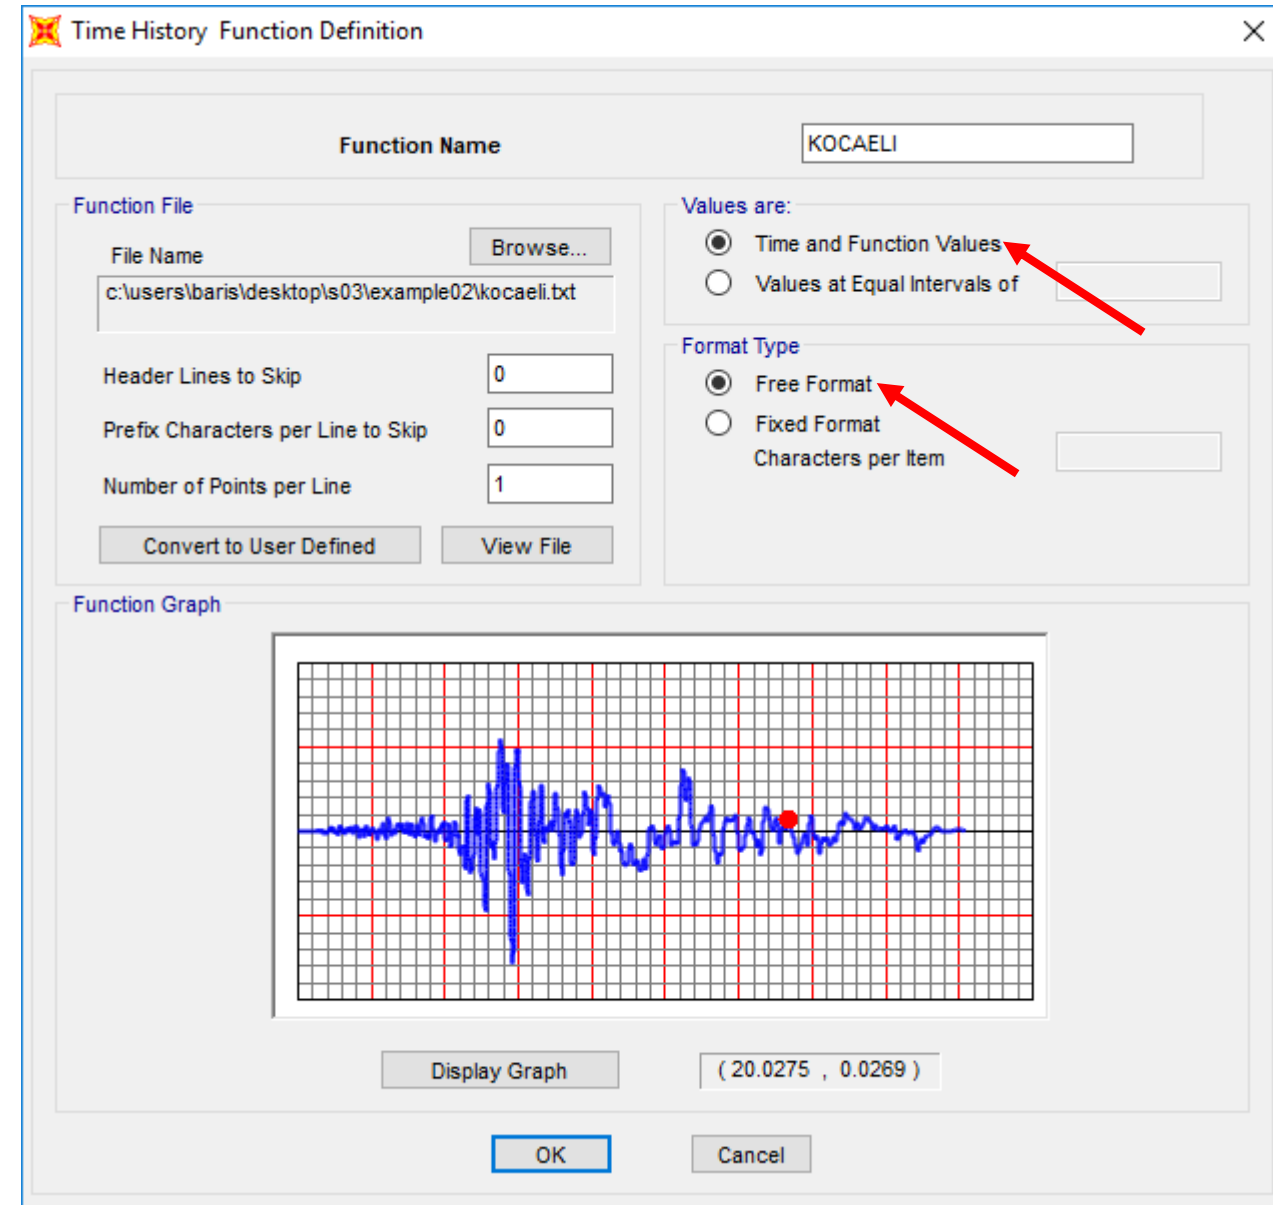 Time History  Function Definition
Function Name
KOCAELI
Function File
File Name
Browse...
c:\users\baris\desktop\s03\example02\kocaeli.txt
Header Lines to Skip
0
Prefix Characters per Line to Skip
0
Number of Points per Line
1
Convert to User Defined
View File
Values are:
Time and Function Values
Values at Equal Intervals of
Format Type
Free Format
Fixed Format
Characters per Item
Function Graph
Display Graph
( 20.0275 , 0.0269 )
OK
Cancel